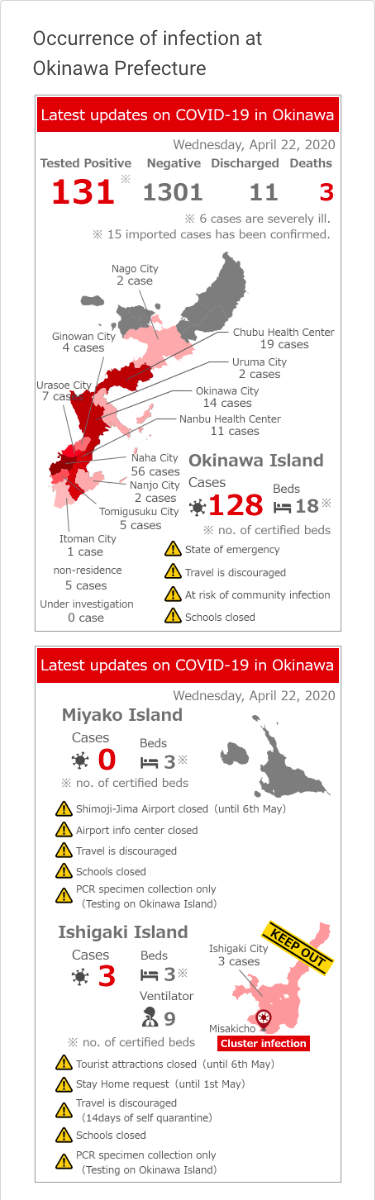 Occurrence of infection at
Okinawa Prefecture
Latest updates on COVID-19 in Okinawa
Wednesday, April 22, 2020
Tested Positive Negative Discharged Deaths
131※ 1301 11 3
※ 6 cases are severely ill.
※ 15 imported cases has been confirmed.
Nago City
2 case
Ginowan City
4 cases
Chubu Health Center
19 cases
Uruma City
2 cases
Urasoe City
7 cases
Okinawa City
14 cases
Nanbu Health Center
11 cases
Naha City
56 cases
Nanjo City
2 cases
Tomigusuku City
5 cases
Itoman City
1 case
non-residence
5 cases
Under investigation
0 case
Okinawa Island
Cases
128
Beds
18※
※ no. of certified beds
State of emergency
Travel is discouraged
At risk of community infection
Schools closed
Latest updates on COVID-19 in Okinawa
Wednesday, April 22, 2020
Miyako Island
Cases
0
Beds
3※
※ no. of certified beds
Shimoji-Jima Airport closed (until 6th May)
Airport info center closed
Travel is discouraged
Schools closed
PCR specimen collection only
(Testing on Okinawa Island)
Ishigaki Island
Cases
3
Beds
3※
Ventilator
9
※ no. of certified beds
KEEP OUT
Ishigaki City
3 cases
Misakicho
Cluster infection
Tourist attractions closed (until 6th May)
Stay Home request (until 1st May)
Travel is discouraged
(14days of self quarantine)
Schools closed
PCR specimen collection only
(Testing on Okinawa Island)